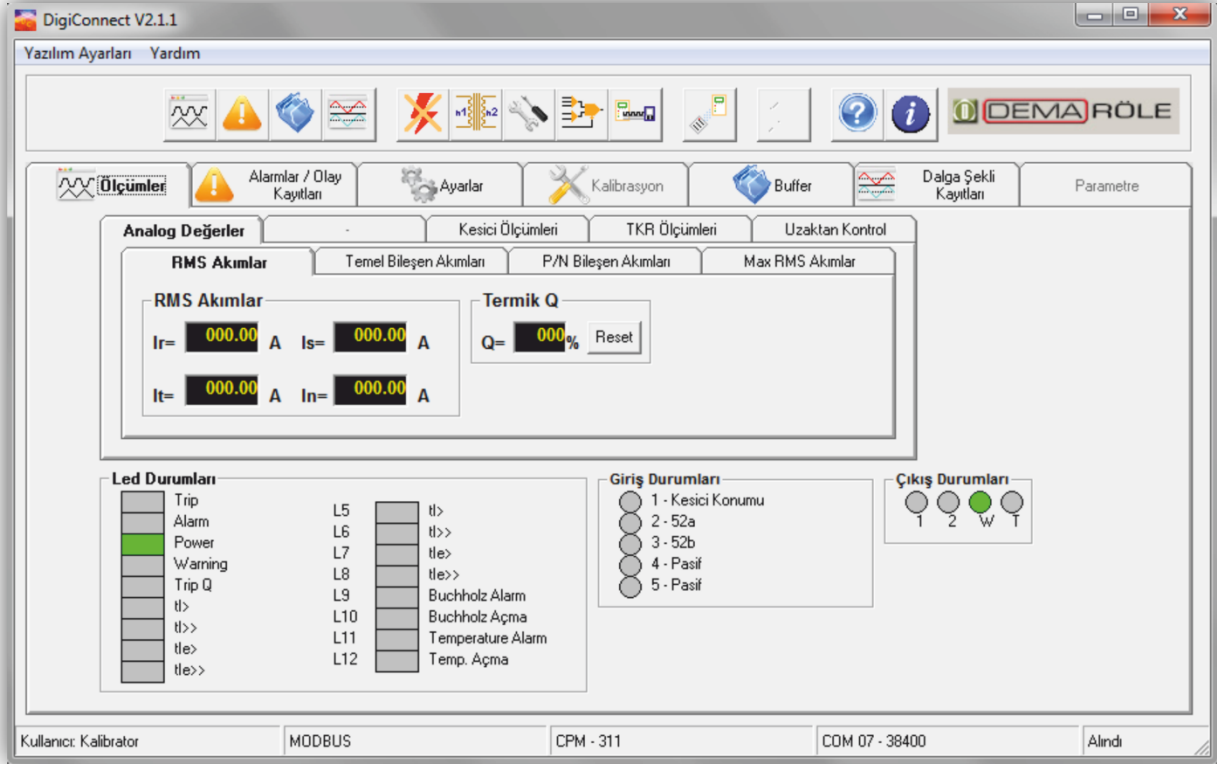 DigiConnect V2.1.1
Yazılım Ayarları Yardım
n1 n2
DEMA RÖLE
Ölçümler
Alarmlar / Olay
Kayıtları
Ayarlar
Kalibrasyon
Buffer
Dalga Şekli
Kayıtları
Parametre
Analog Değerler - Kesici Ölçümleri TKR Ölçümleri Uzaktan Kontrol
RMS Akımlar Temel Bileşen Akımları P/N Bileşen Akımları Max RMS Akımlar
RMS Akımlar
Ir= 000.00 A Is= 000.00 A
It= 000.00 A In= 000.00 A
Termik Q
Q= 000 % Reset
Led Durumları
Trip
Alarm
Power
Warning
Trip Q
tI>
tI>>
tIe>
tIe>>
L5 tI>
L6 tI>>
L7 tIe>
L8 tIe>>
L9 Buchholz Alarm
L10 Buchholz Açma
L11 Temperature Alarm
L12 Temp. Açma
Giriş Durumları
1 - Kesici Konumu
2 - 52a
3 - 52b
4 - Pasif
5 - Pasif
Çıkış Durumları
1 2 W T
Kullanıcı: Kalibrator MODBUS CPM - 311 COM 07 - 38400 Alındı